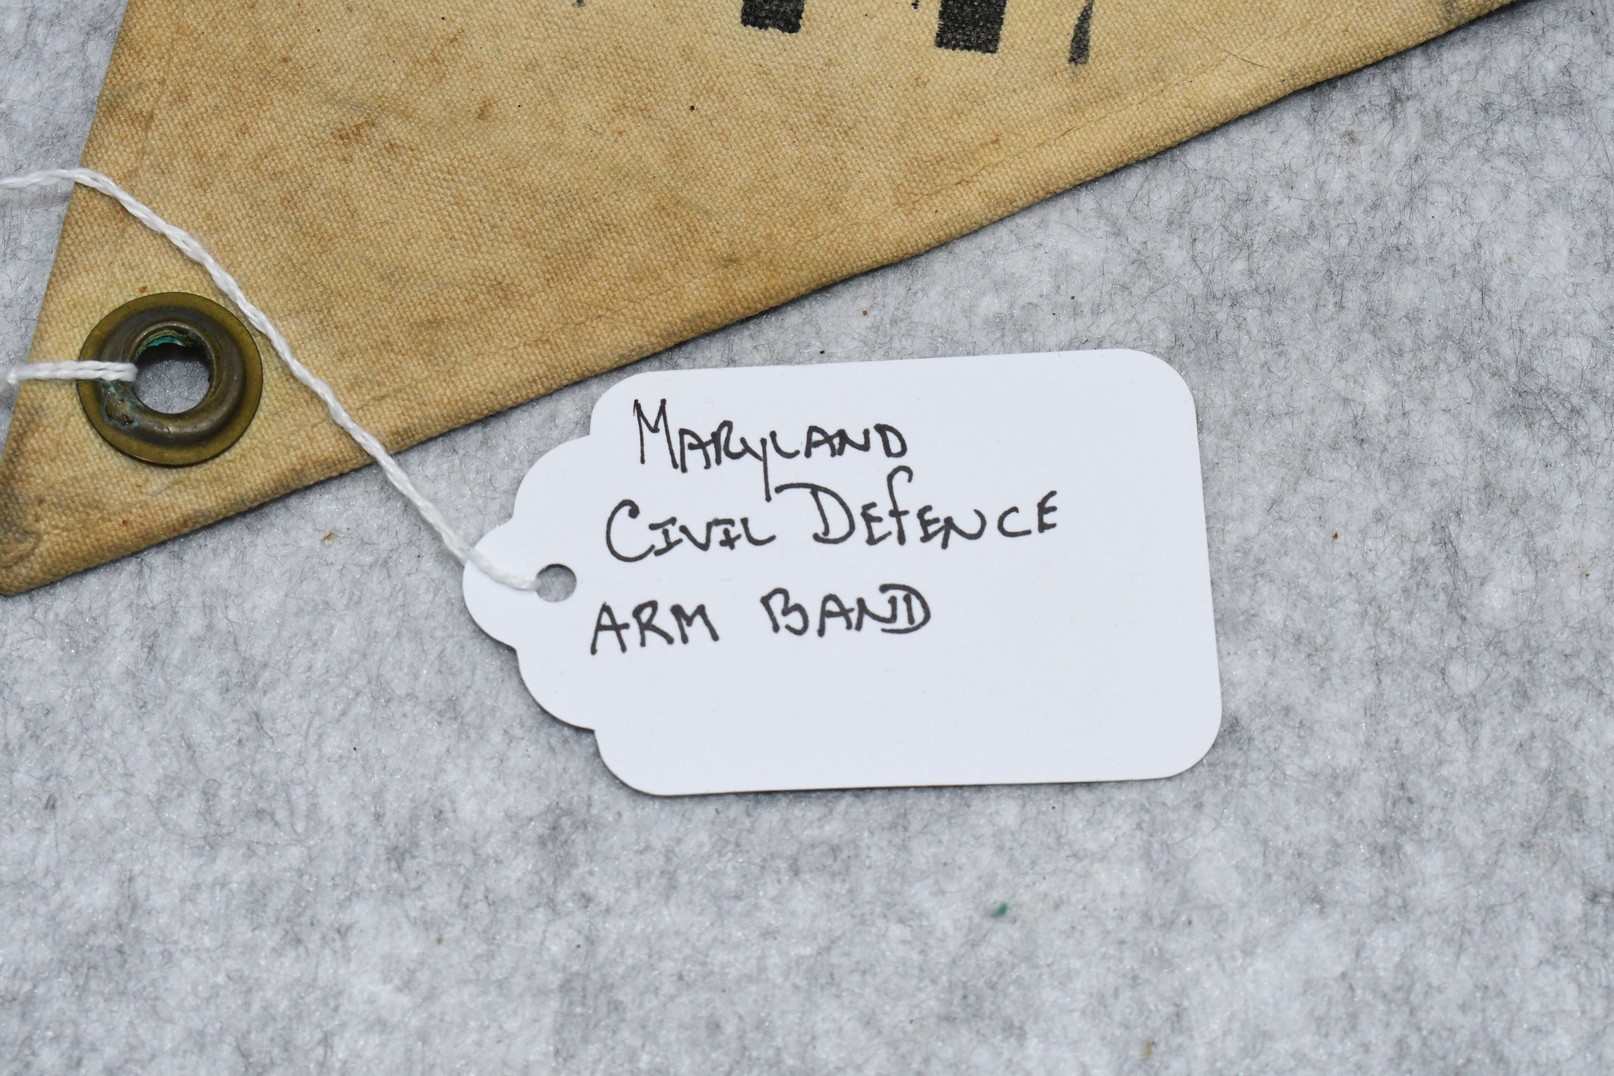 Maryland
Civil Defence
Arm Band